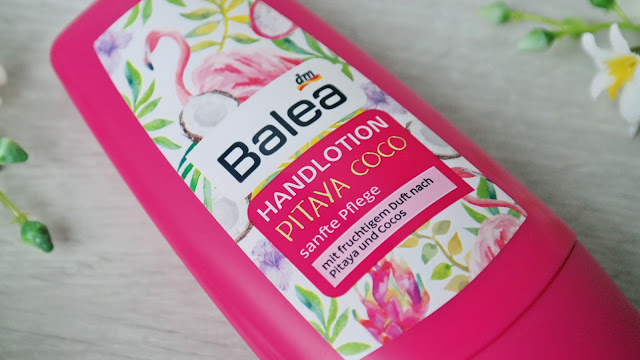 dm
Balea
HANDLOTION
PITAYA COCO
sanfte Pflege
mit fruchtigem Duft nach
Pitaya und Cocos